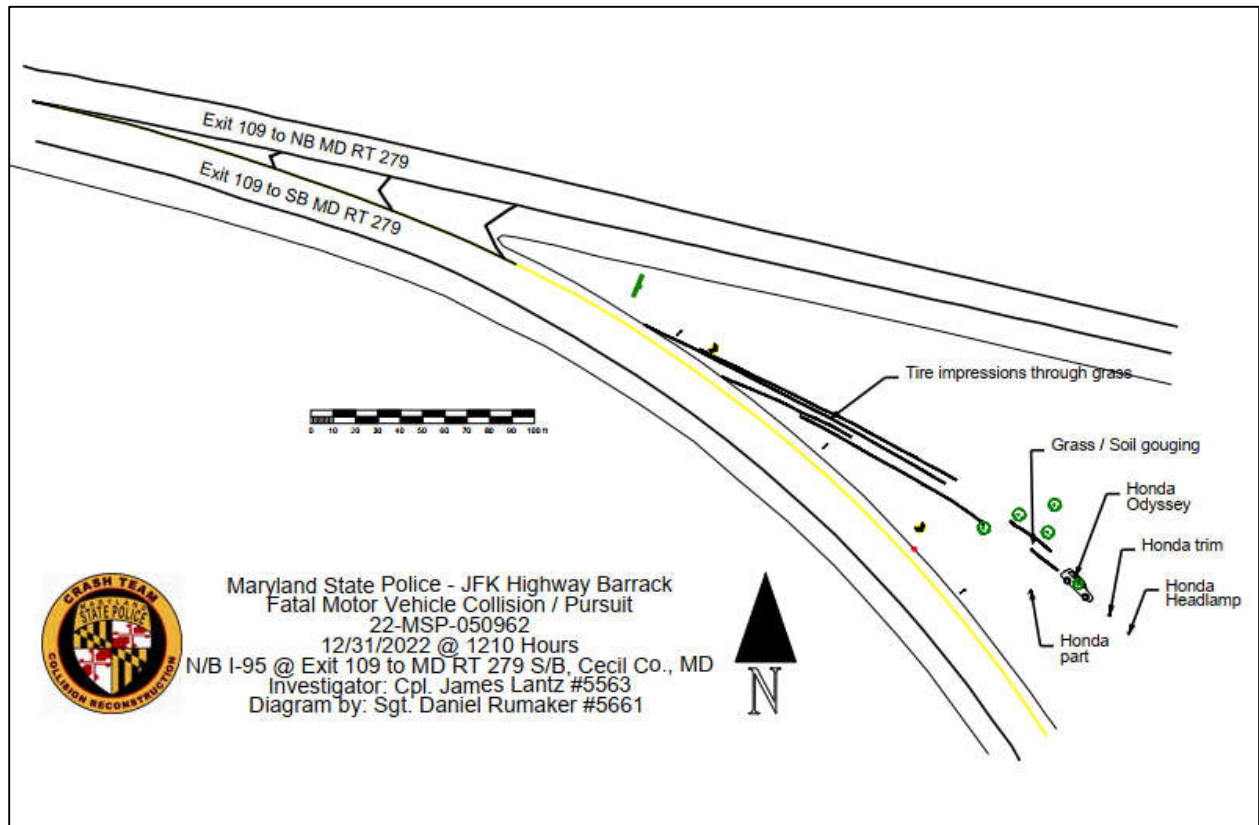 Exit 109 to NB MD RT 279
Exit 109 to SB MD RT 279
Tire impressions through grass
Grass / Soil gouging
Honda
Odyssey
Honda trim
Honda
Headlamp
Honda
part
0 10 20 30 40 50 60 70 80 90 100 ft
CRASH TEAM
MARYLAND
STATE POLICE
COLLISION RECONSTRUCTION
Maryland State Police - JFK Highway Barrack
Fatal Motor Vehicle Collision / Pursuit
22-MSP-050962
12/31/2022 @ 1210 Hours
N/B I-95 @ Exit 109 to MD RT 279 S/B, Cecil Co., MD
Investigator: Cpl. James Lantz #5563
Diagram by: Sgt. Daniel Rumaker #5661
N